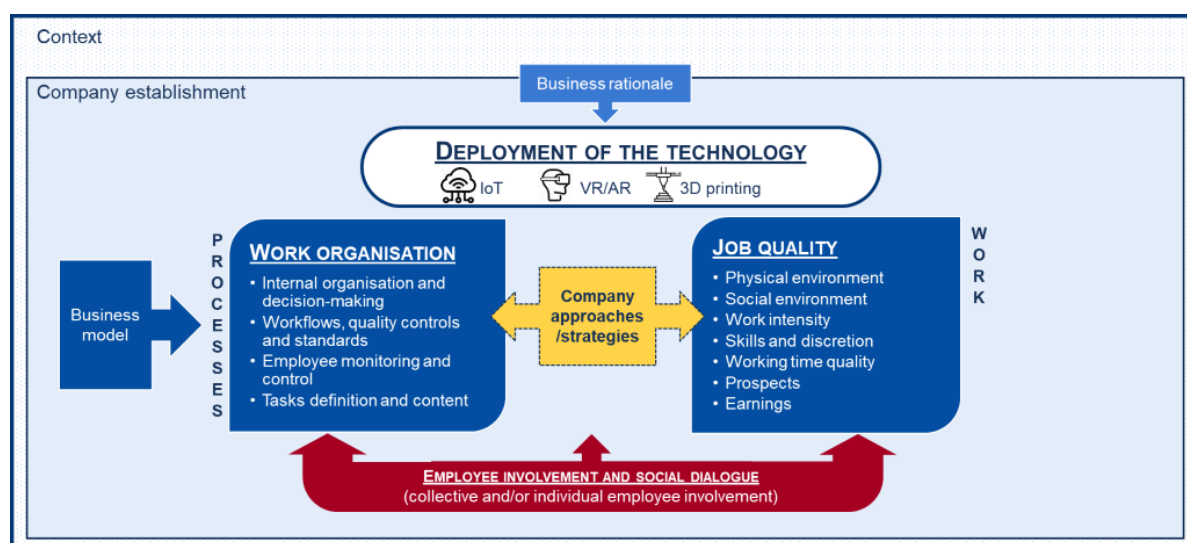 Context
Company establishment
Business rationale
DEPLOYMENT OF THE TECHNOLOGY
IoT
VR/AR
3D printing
Business
model
PROCESSES
WORK ORGANISATION
• Internal organisation and
decision-making
• Workflows, quality controls
and standards
• Employee monitoring and
control
• Tasks definition and content
Company
approaches
/strategies
JOB QUALITY
• Physical environment
• Social environment
• Work intensity
• Skills and discretion
• Working time quality
• Prospects
• Earnings
WORK
EMPLOYEE INVOLVEMENT AND SOCIAL DIALOGUE
(collective and/or individual employee involvement)